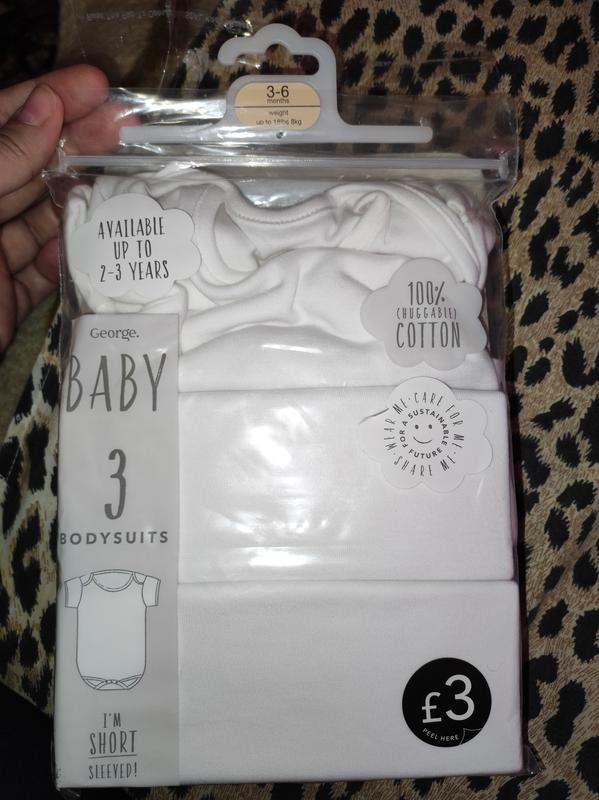 3-6
months
weight
up to 18lbs 8kg
AVAILABLE
UP TO
2-3 YEARS
100%
(HUGGABLE)
COTTON
George.
BABY
3
BODYSUITS
WEAR ME · CARE FOR ME · SHARE ME ·
FOR A SUSTAINABLE FUTURE
£3
PEEL HERE
I'M
SHORT
SLEEVED!